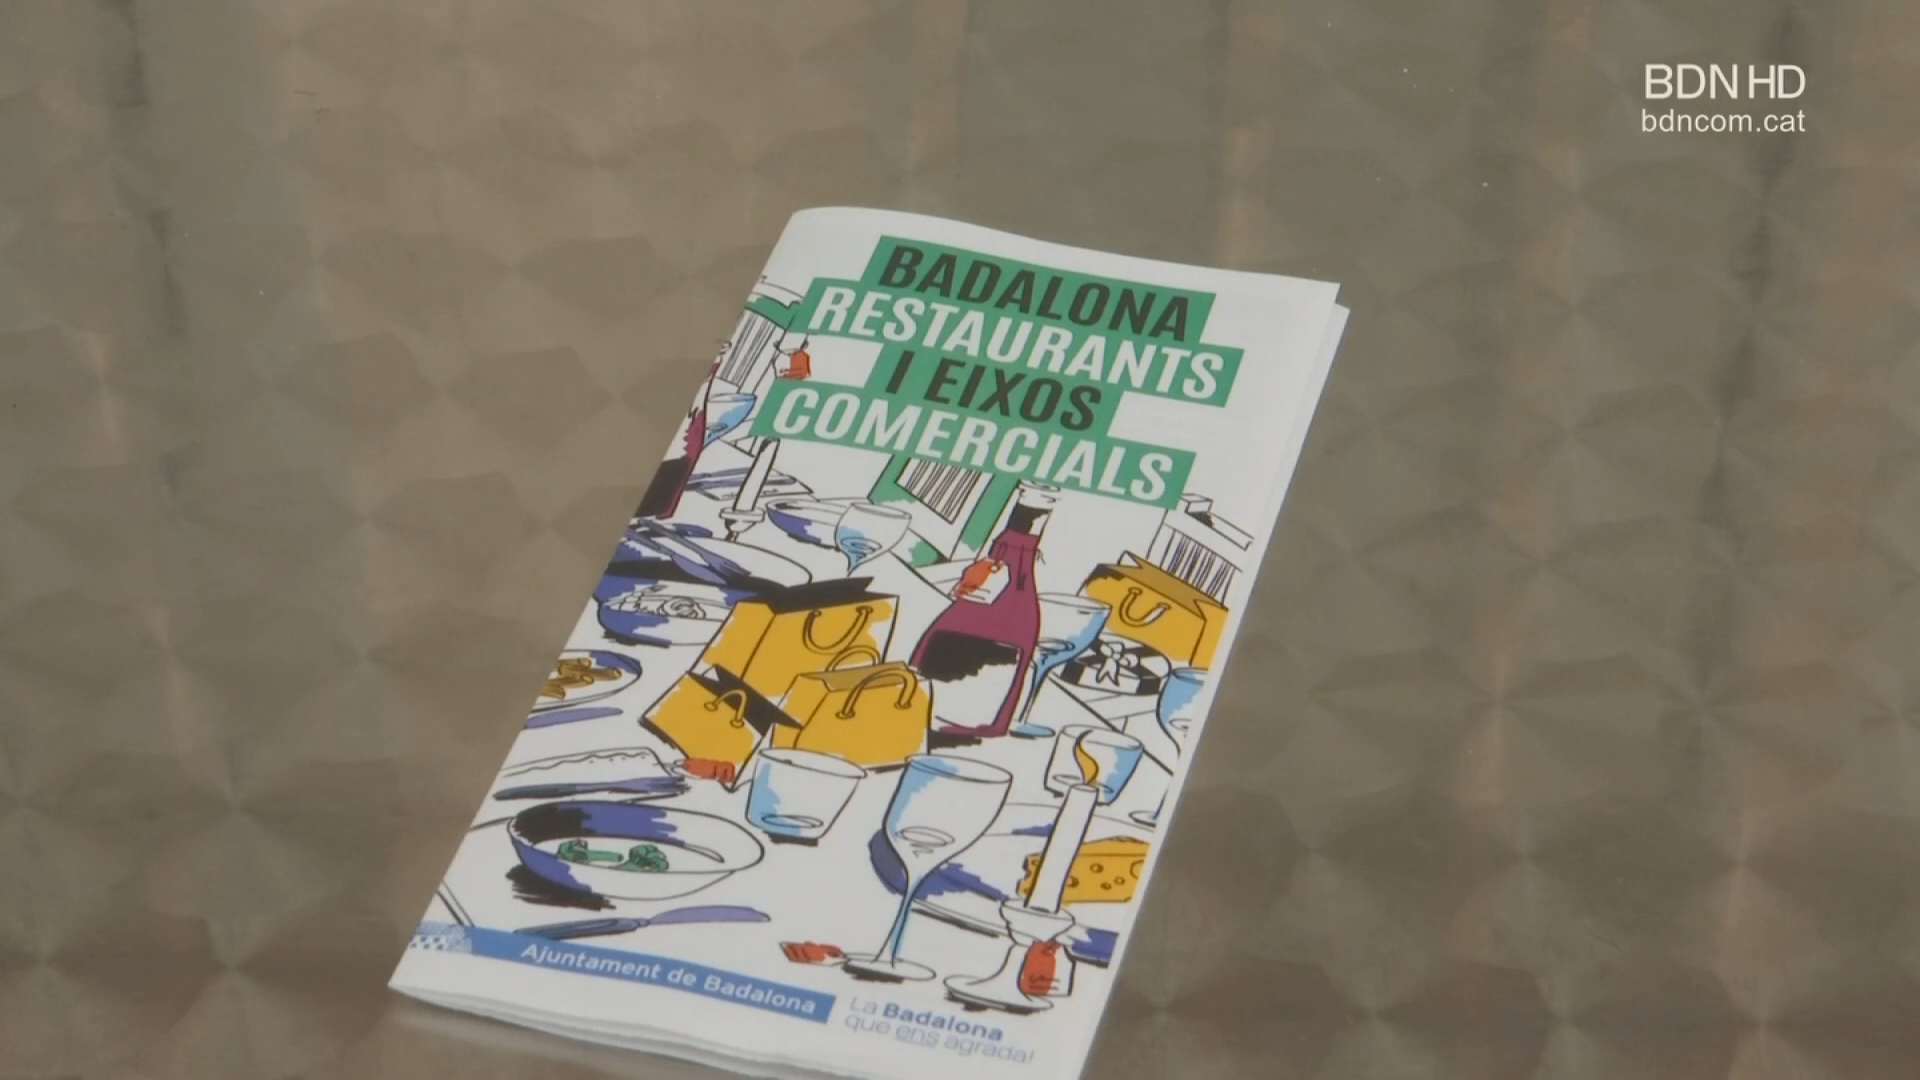 BDN HD
bdncom.cat
BADALONA
RESTAURANTS
I EIXOS
COMERCIALS
Ajuntament de Badalona
La Badalona
que ens agrada!